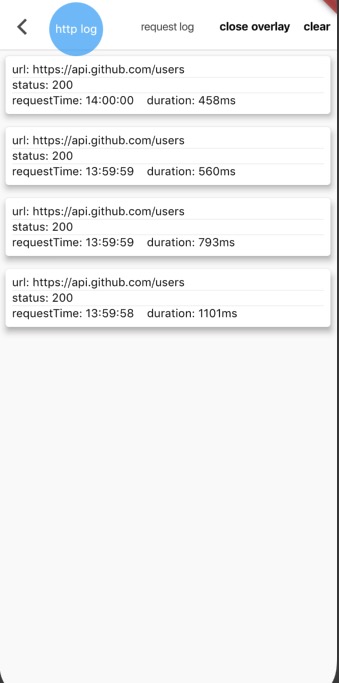 http log
request log
close overlay
clear
url: https://api.github.com/users
status: 200
requestTime: 14:00:00 duration: 458ms
url: https://api.github.com/users
status: 200
requestTime: 13:59:59 duration: 560ms
url: https://api.github.com/users
status: 200
requestTime: 13:59:59 duration: 793ms
url: https://api.github.com/users
status: 200
requestTime: 13:59:58 duration: 1101ms